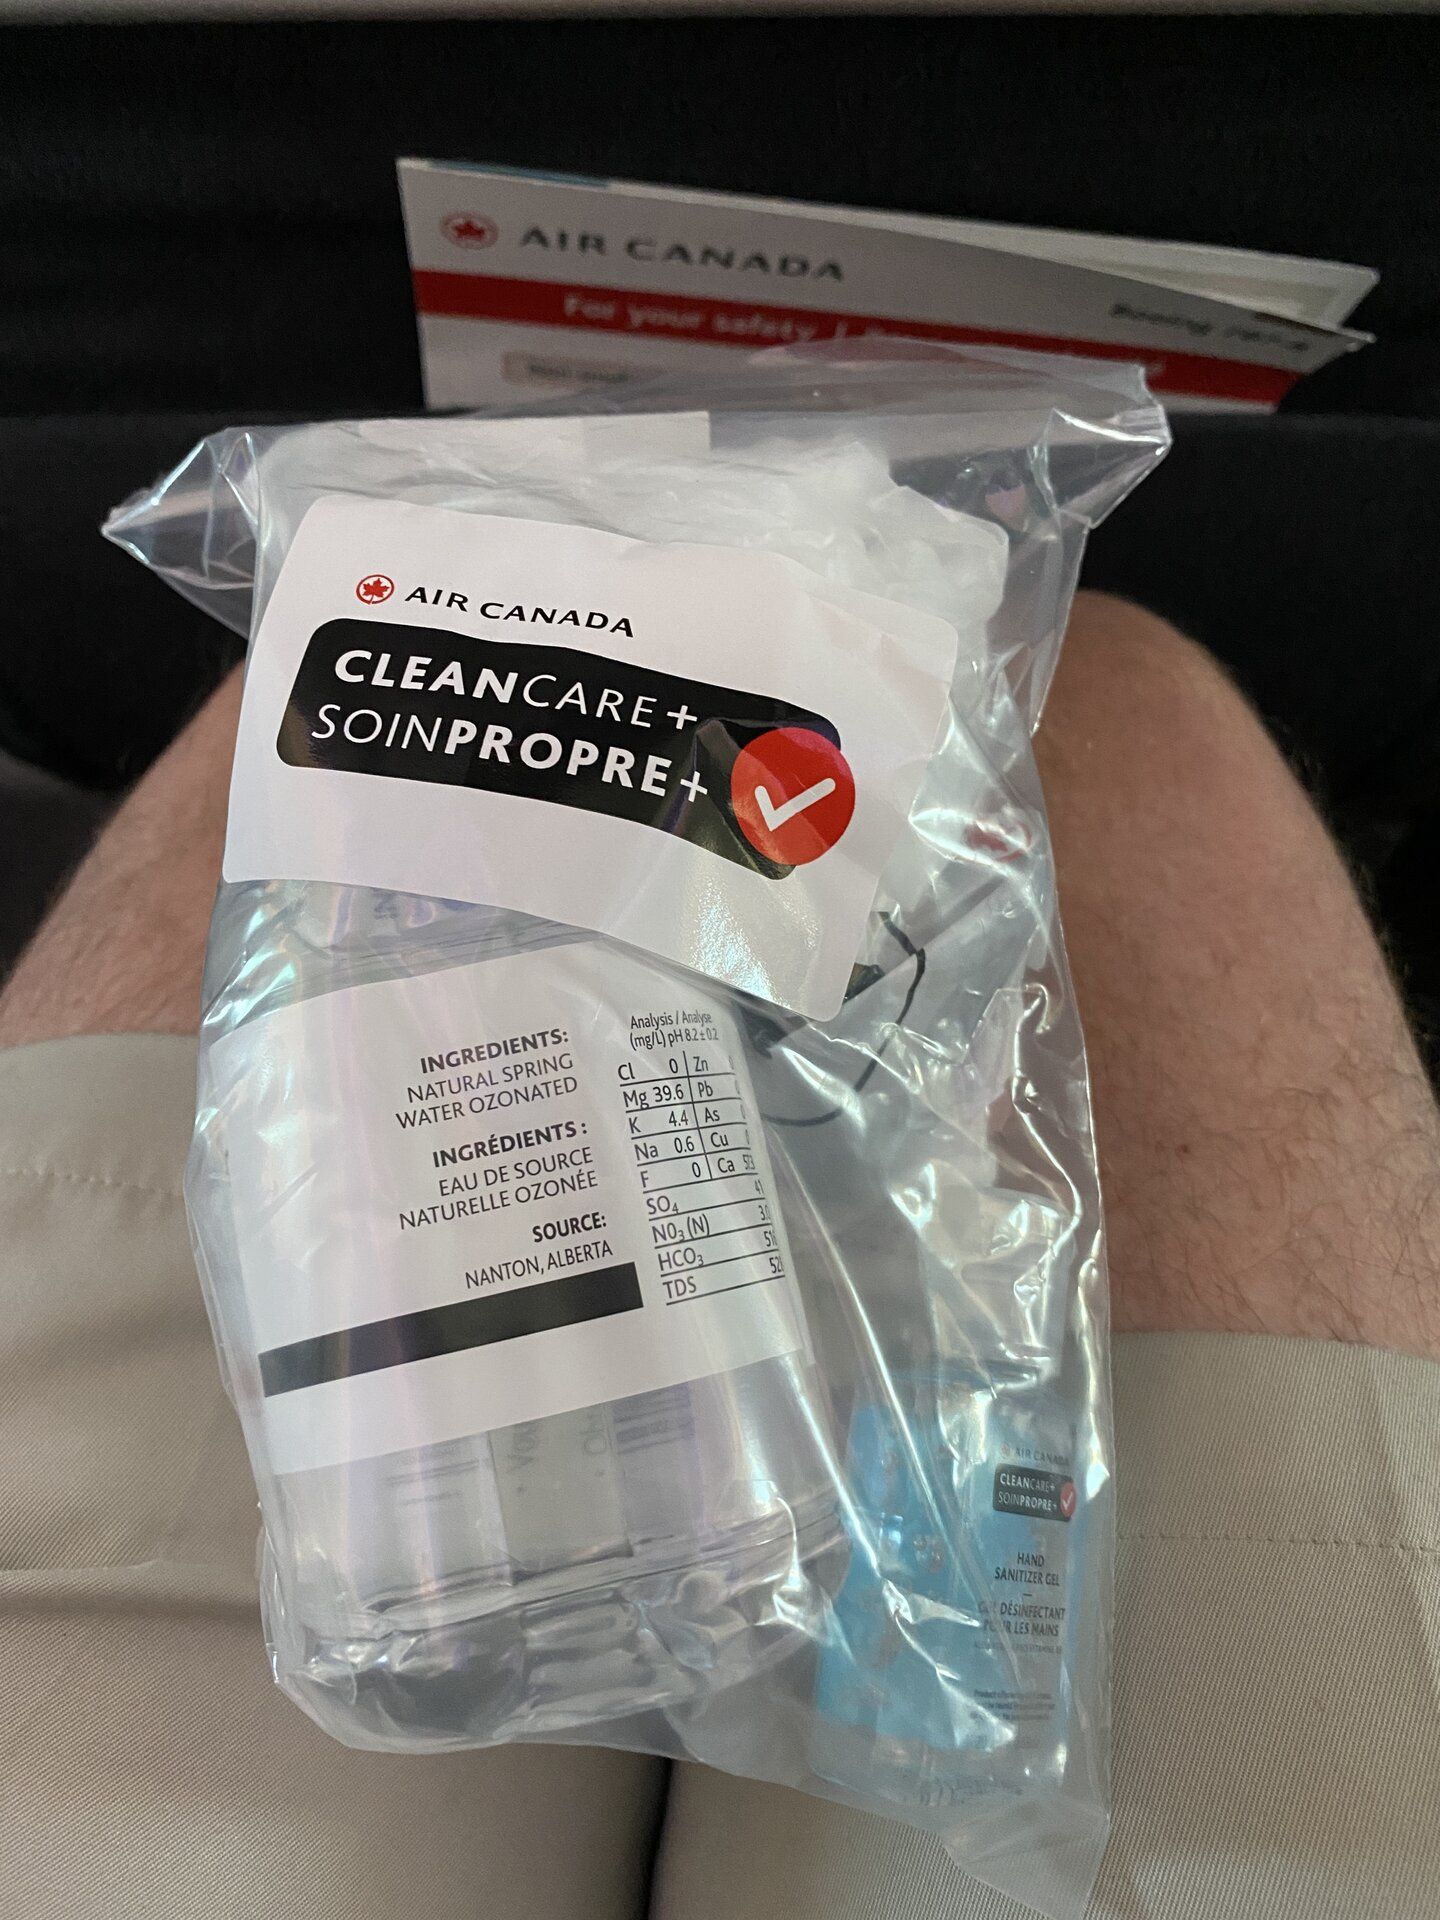 AIR CANADA
For your safety
AIR CANADA
CLEANCARE+
SOINPROPRE+
INGREDIENTS:
NATURAL SPRING
WATER OZONATED
INGRÉDIENTS :
EAU DE SOURCE
NATURELLE OZONÉE
SOURCE:
NANTON, ALBERTA
Analysis / Analyse
(mg/L) pH 8.2 ± 0.2
Cl 0 Zn
Mg 39.6 Pb
K 4.4 As
Na 0.6 Cu
F 0 Ca
SO4
NO3 (N)
HCO3
TDS
AIR CANADA
CLEANCARE+
SOINPROPRE+
HAND
SANITIZER GEL
DÉSINFECTANT
LES MAINS